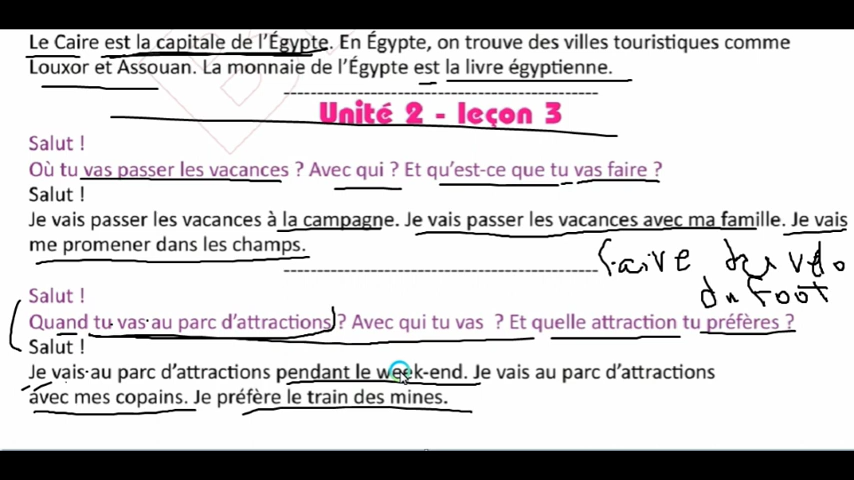 Le Caire est la capitale de l'Égypte. En Égypte, on trouve des villes touristiques comme
Louxor et Assouan. La monnaie de l'Égypte est la livre égyptienne.
Unité 2 - leçon 3
Salut !
Où tu vas passer les vacances ? Avec qui ? Et qu'est-ce que tu vas faire ?
Salut !
Je vais passer les vacances à la campagne. Je vais passer les vacances avec ma famille. Je vais
me promener dans les champs.
faire du vélo
du foot
Salut !
Quand tu vas au parc d'attractions ? Avec qui tu vas ? Et quelle attraction tu préfères ?
Salut !
Je vais au parc d'attractions pendant le week-end. Je vais au parc d'attractions
avec mes copains. Je préfère le train des mines.